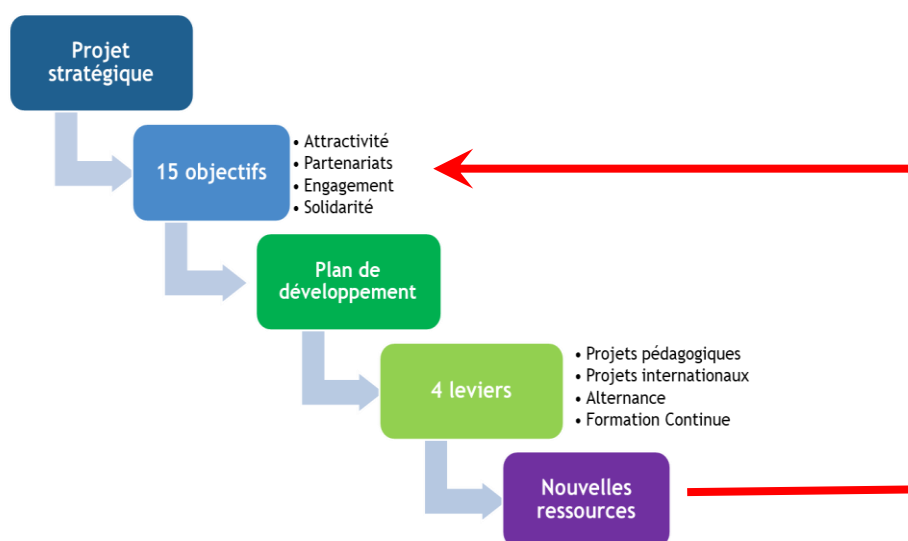 Projet
stratégique
15 objectifs
• Attractivité
• Partenariats
• Engagement
• Solidarité
Plan de
développement
4 leviers
• Projets pédagogiques
• Projets internationaux
• Alternance
• Formation Continue
Nouvelles
ressources